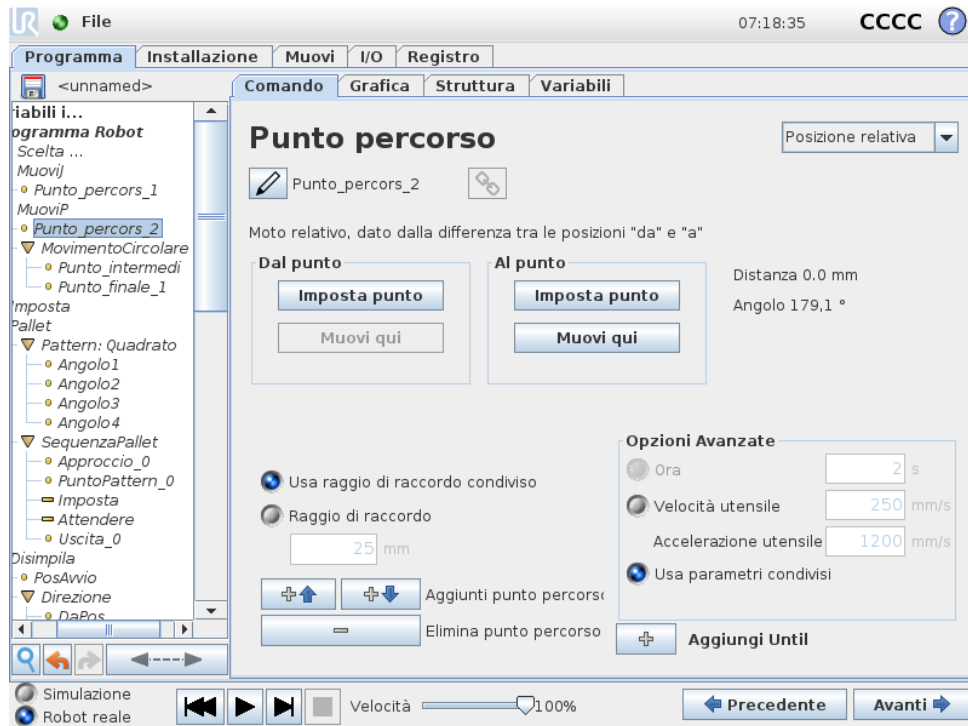 UR File 07:18:35 CCCC ?
Programma Installazione Muovi I/O Registro
<unnamed>
Comando Grafica Struttura Variabili
riabili i...
ogramma Robot
Scelta ...
MuoviJ
Punto_percors_1
MuoviP
Punto_percors_2
MovimentoCircolare
Punto_intermedi
Punto_finale_1
Imposta
Pallet
Pattern: Quadrato
Angolo1
Angolo2
Angolo3
Angolo4
SequenzaPallet
Approccio_0
PuntoPattern_0
Imposta
Attendere
Uscita_0
Disimpila
PosAvvio
Direzione
DaPos
Punto percorso
Posizione relativa
Punto_percors_2
Moto relativo, dato dalla differenza tra le posizioni "da" e "a"
Dal punto
Imposta punto
Muovi qui
Al punto
Imposta punto
Muovi qui
Distanza 0.0 mm
Angolo 179,1 °
Usa raggio di raccordo condiviso
Raggio di raccordo
25 mm
Aggiunti punto percorso
Elimina punto percorso
Opzioni Avanzate
Ora 2 s
Velocità utensile 250 mm/s
Accelerazione utensile 1200 mm/s
Usa parametri condivisi
Aggiungi Until
Simulazione
Robot reale
Velocità 100%
Precedente
Avanti